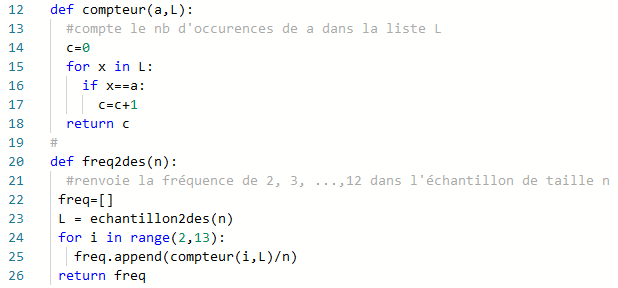 12 def compteur(a,L):
13   #compte le nb d'occurences de a dans la liste L
14   c=0
15   for x in L:
16     if x==a:
17       c=c+1
18   return c
19 #
20 def freq2des(n):
21   #renvoie la fréquence de 2, 3, ...,12 dans l'échantillon de taille n
22  freq=[]
23  L = echantillon2des(n)
24  for i in range(2,13):
25    freq.append(compteur(i,L)/n)
26  return freq